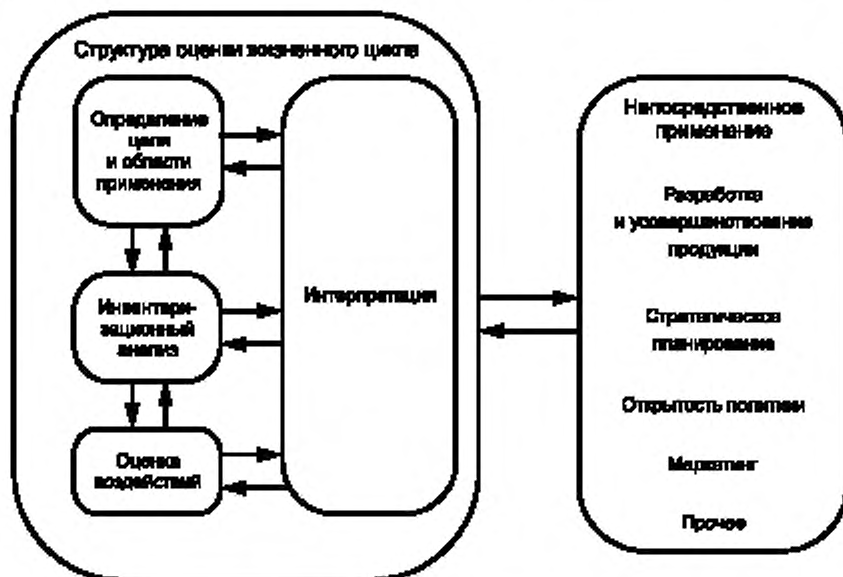 Структура оценки жизненного цикла
Определение
цели
и области
применения
Инвентари-
зационный
анализ
Оценка
воздействий
Интерпретация
Непосредственное
применение
Разработка
и усовершенствование
продукции
Стратегическое
планирование
Открытость политики
Маркетинг
Прочее